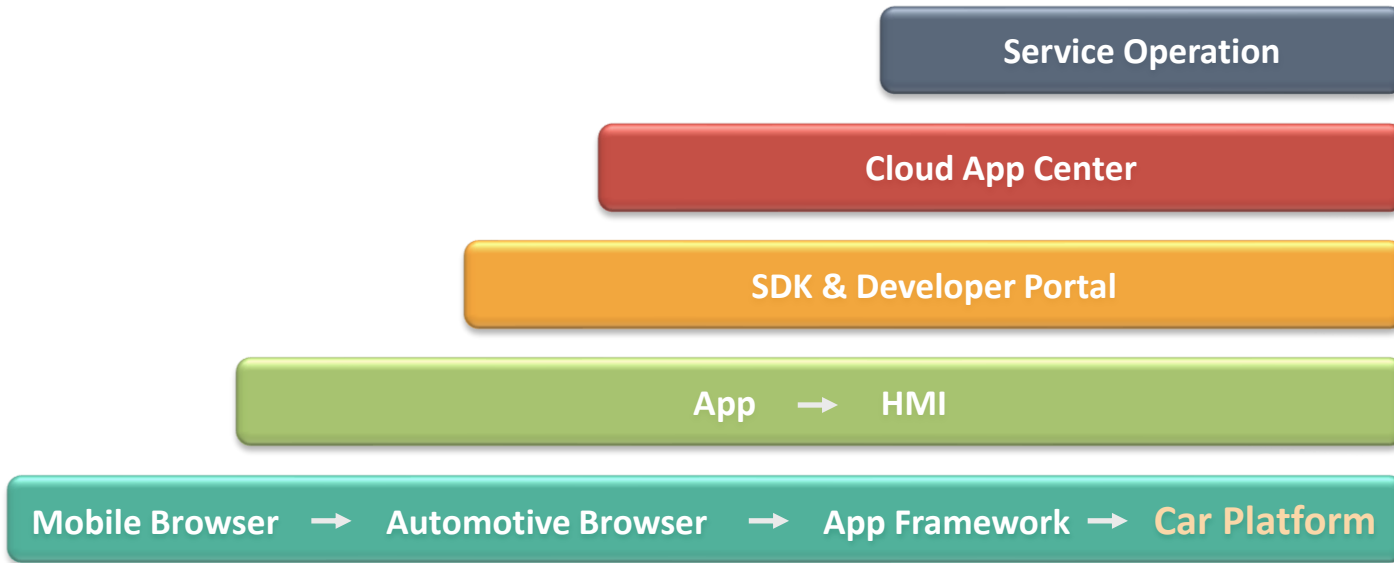 Service Operation
Cloud App Center
SDK & Developer Portal
App → HMI
Mobile Browser → Automotive Browser → App Framework → Car Platform